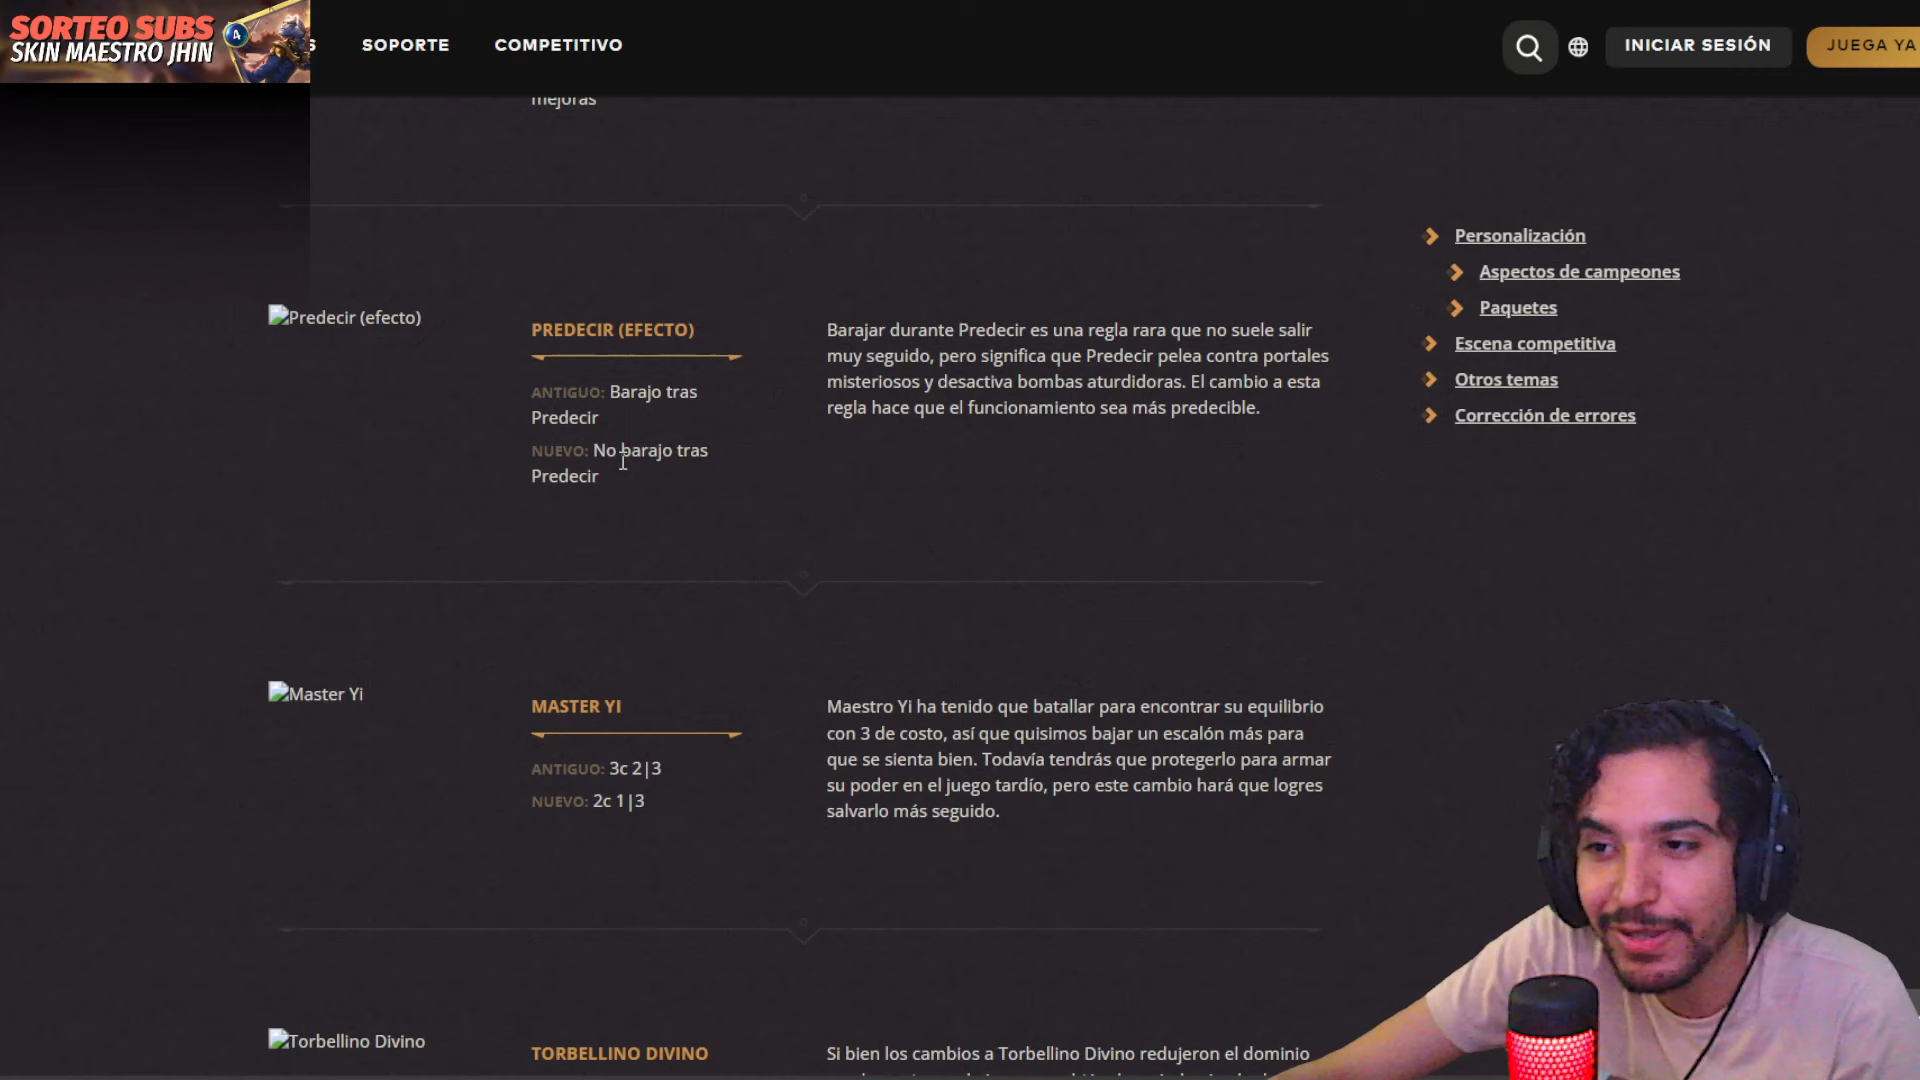 SORTEO SUBS
SKIN MAESTRO JHIN
4
S
SOPORTE
COMPETITIVO
INICIAR SESIÓN
JUEGA YA
mejoras
Personalización
Aspectos de campeones
Paquetes
Escena competitiva
Otros temas
Corrección de errores
Predecir (efecto)
PREDECIR (EFECTO)
ANTIGUO: Barajo tras
Predecir
NUEVO: No barajo tras
Predecir
Barajar durante Predecir es una regla rara que no suele salir
muy seguido, pero significa que Predecir pelea contra portales
misteriosos y desactiva bombas aturdidoras. El cambio a esta
regla hace que el funcionamiento sea más predecible.
Master Yi
MASTER YI
ANTIGUO: 3c 2|3
NUEVO: 2c 1|3
Maestro Yi ha tenido que batallar para encontrar su equilibrio
con 3 de costo, así que quisimos bajar un escalón más para
que se sienta bien. Todavía tendrás que protegerlo para armar
su poder en el juego tardío, pero este cambio hará que logres
salvarlo más seguido.
Torbellino Divino
TORBELLINO DIVINO
Si bien los cambios a Torbellino Divino redujeron el dominio